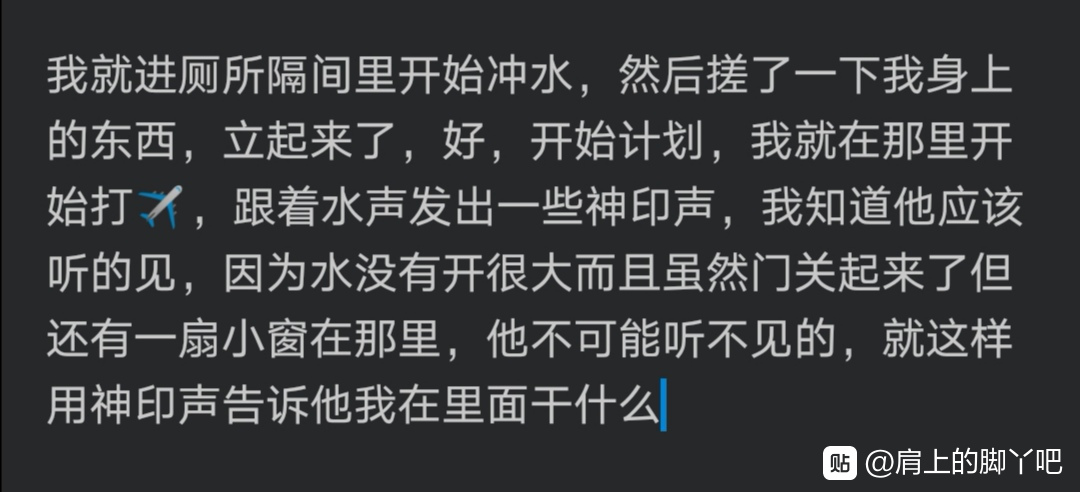 我就进厕所隔间里开始冲水，然后搓了一下我身上
的东西，立起来了，好，开始计划，我就在那里开
始打✈️，跟着水声发出一些神印声，我知道他应该
听的见，因为水没有开很大而且虽然门关起来了但
还有一扇小窗在那里，他不可能听不见的，就这样
用神印声告诉他我在里面干什么
贴 @肩上的脚丫吧